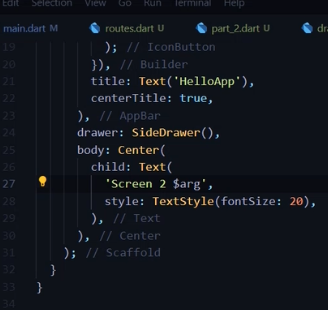 Edit Selection View Go Run Terminal Help
main.dart M routes.dart U part_2.dart U
19 ); // IconButton
20 }), // Builder
21 title: Text('HelloApp'),
22 centerTitle: true,
23 ), // AppBar
24 drawer: SideDrawer(),
25 body: Center(
26 child: Text(
27 'Screen 2 $arg',
28 style: TextStyle(fontSize: 20),
29 ), // Text
30 ), // Center
31 ); // Scaffold
32 }
33 }
34